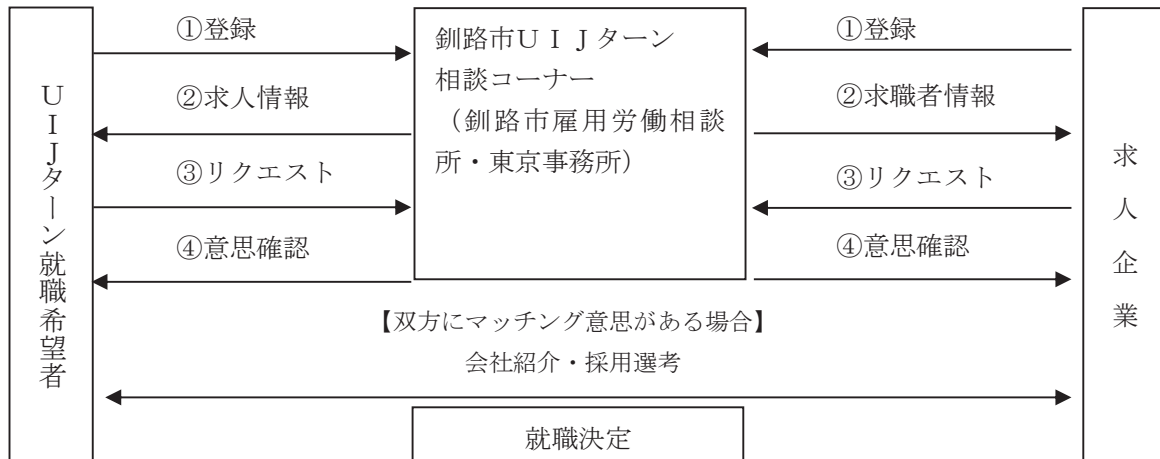 UIJターン就職希望者
①登録
②求人情報
③リクエスト
④意思確認
釧路市ＵＩＪターン
相談コーナー
（釧路市雇用労働相談
所・東京事務所）
①登録
②求職者情報
③リクエスト
④意思確認
求人企業
【双方にマッチング意思がある場合】
会社紹介・採用選考
就職決定